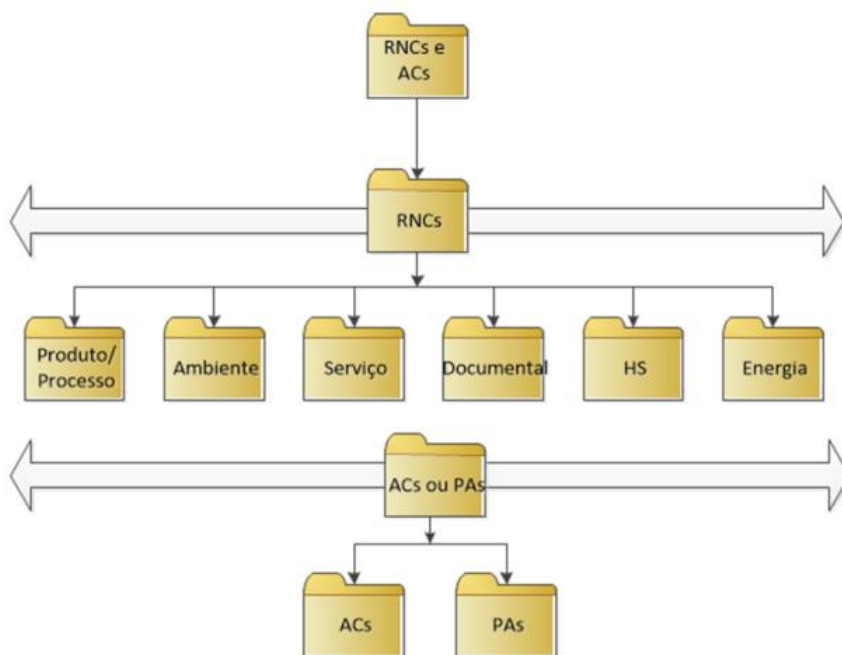 RNCs e
ACs
RNCs
Produto/
Processo
Ambiente
Serviço
Documental
HS
Energia
ACs ou PAs
ACs
PAs